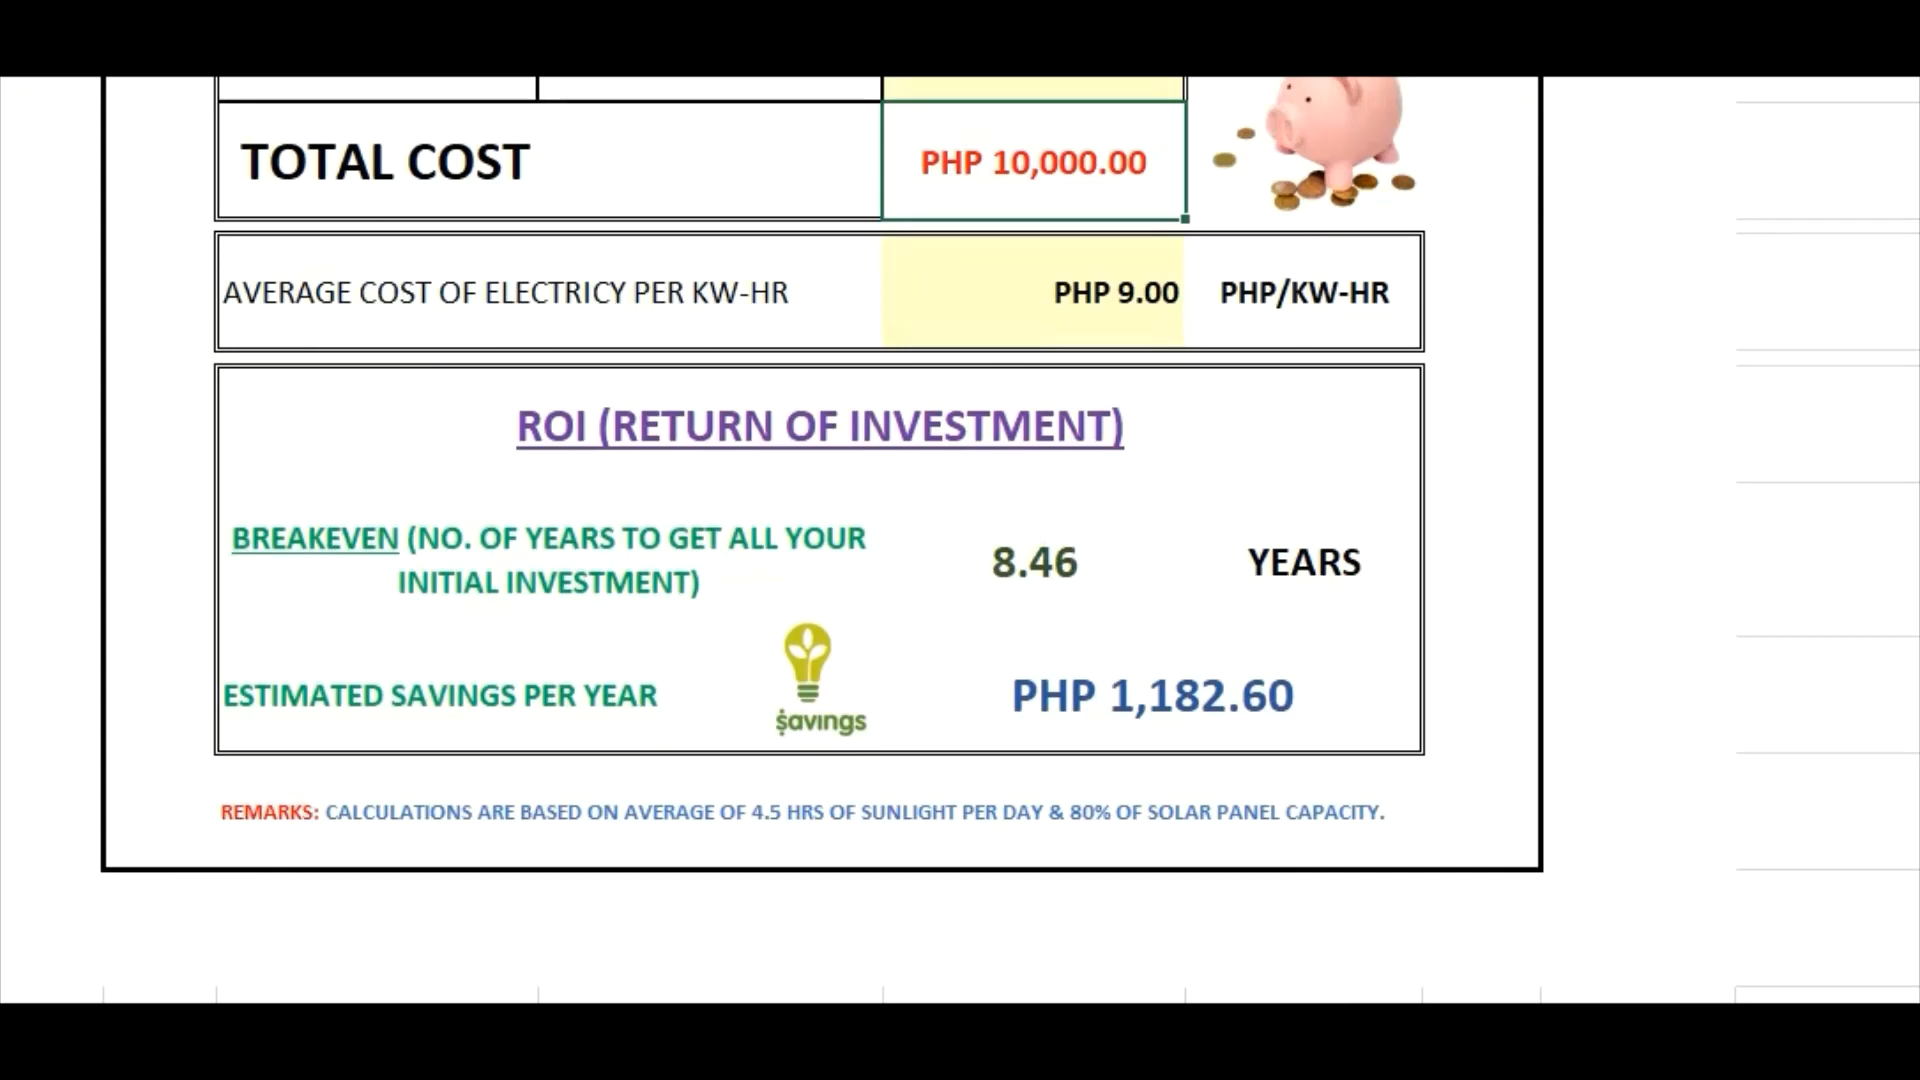 TOTAL COST PHP 10,000.00
AVERAGE COST OF ELECTRICY PER KW-HR PHP 9.00 PHP/KW-HR
ROI (RETURN OF INVESTMENT)
BREAKEVEN (NO. OF YEARS TO GET ALL YOUR
INITIAL INVESTMENT) 8.46 YEARS
ESTIMATED SAVINGS PER YEAR PHP 1,182.60
$avings
REMARKS: CALCULATIONS ARE BASED ON AVERAGE OF 4.5 HRS OF SUNLIGHT PER DAY & 80% OF SOLAR PANEL CAPACITY.